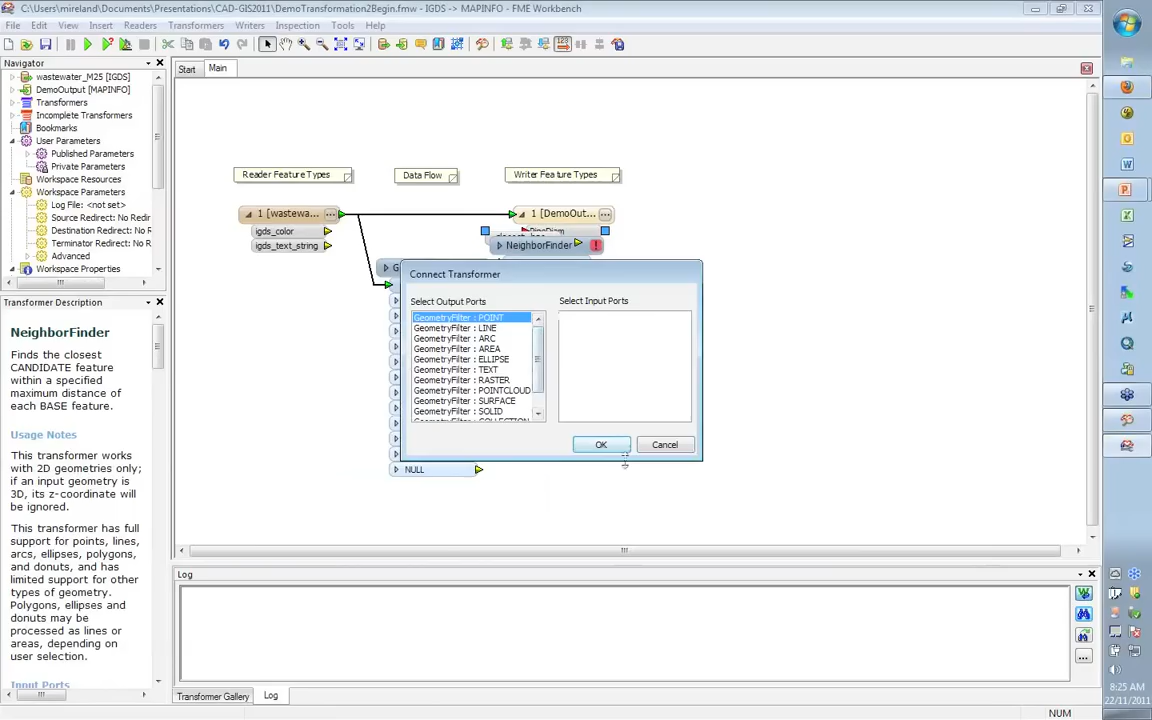 C:\Users\mireland\Documents\Presentations\CAD-GIS2011\DemoTransformation2Begin.fmw - IGDS -> MAPINFO - FME Workbench
File Edit View Insert Readers Transformers Writers Inspection Tools Help
Navigator
wastewater_M25 [IGDS]
DemoOutput [MAPINFO]
Transformers
Incomplete Transformers
Bookmarks
User Parameters
Published Parameters
Private Parameters
Workspace Resources
Workspace Parameters
Log File: <not set>
Source Redirect: No Redir
Destination Redirect: No Re
Terminator Redirect: No Re
Advanced
Workspace Properties
Transformer Description
NeighborFinder
Finds the closest
CANDIDATE feature
within a specified
maximum distance of
each BASE feature.
Usage Notes
This transformer works
with 2D geometries only;
if an input geometry is
3D, its z-coordinate will
be ignored.
This transformer has full
support for points, lines,
arcs, ellipses, polygons,
and donuts, and has
limited support for other
types of geometry.
Polygons, ellipses and
donuts may be
processed as lines or
areas, depending on
user selection.
Input Ports
Start Main
Reader Feature Types
Data Flow
Writer Feature Types
1 [wastewa... ...
igds_color
igds_text_string
1 [DemoOut... ...
PipeDiam
NeighborFinder
G
Connect Transformer
Select Output Ports
Select Input Ports
GeometryFilter : POINT
GeometryFilter : LINE
GeometryFilter : ARC
GeometryFilter : AREA
GeometryFilter : ELLIPSE
GeometryFilter : TEXT
GeometryFilter : RASTER
GeometryFilter : POINTCLOUD
GeometryFilter : SURFACE
GeometryFilter : SOLID
OK
Cancel
NULL
Log
Transformer Gallery
Log
NUM
8:25 AM
22/11/2011